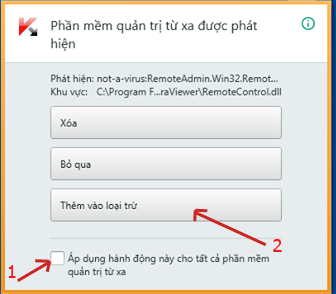 Phần mềm quản trị từ xa được phát
hiện
Phát hiện: not-a-virus:RemoteAdmin.Win32.Remot...
Khu vực: C:\Program F...raViewer\RemoteControl.dll
Xóa
Bỏ qua
Thêm vào loại trừ
2
1
Áp dụng hành động này cho tất cả phần mềm
quản trị từ xa